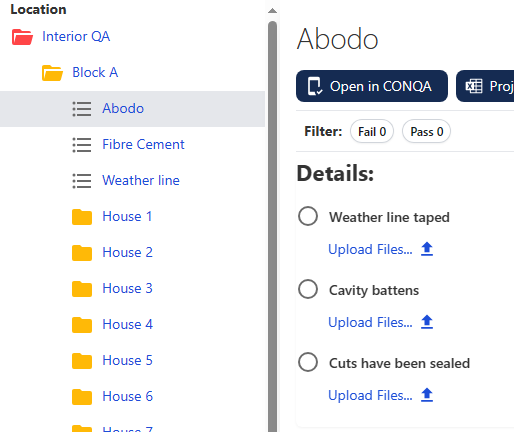 Location
Interior QA
Block A
Abodo
Fibre Cement
Weather line
House 1
House 2
House 3
House 4
House 5
House 6
House 7
Abodo
Open in CONQA
Proj
Filter: Fail 0 Pass 0
Details:
Weather line taped
Upload Files...
Cavity battens
Upload Files...
Cuts have been sealed
Upload Files...